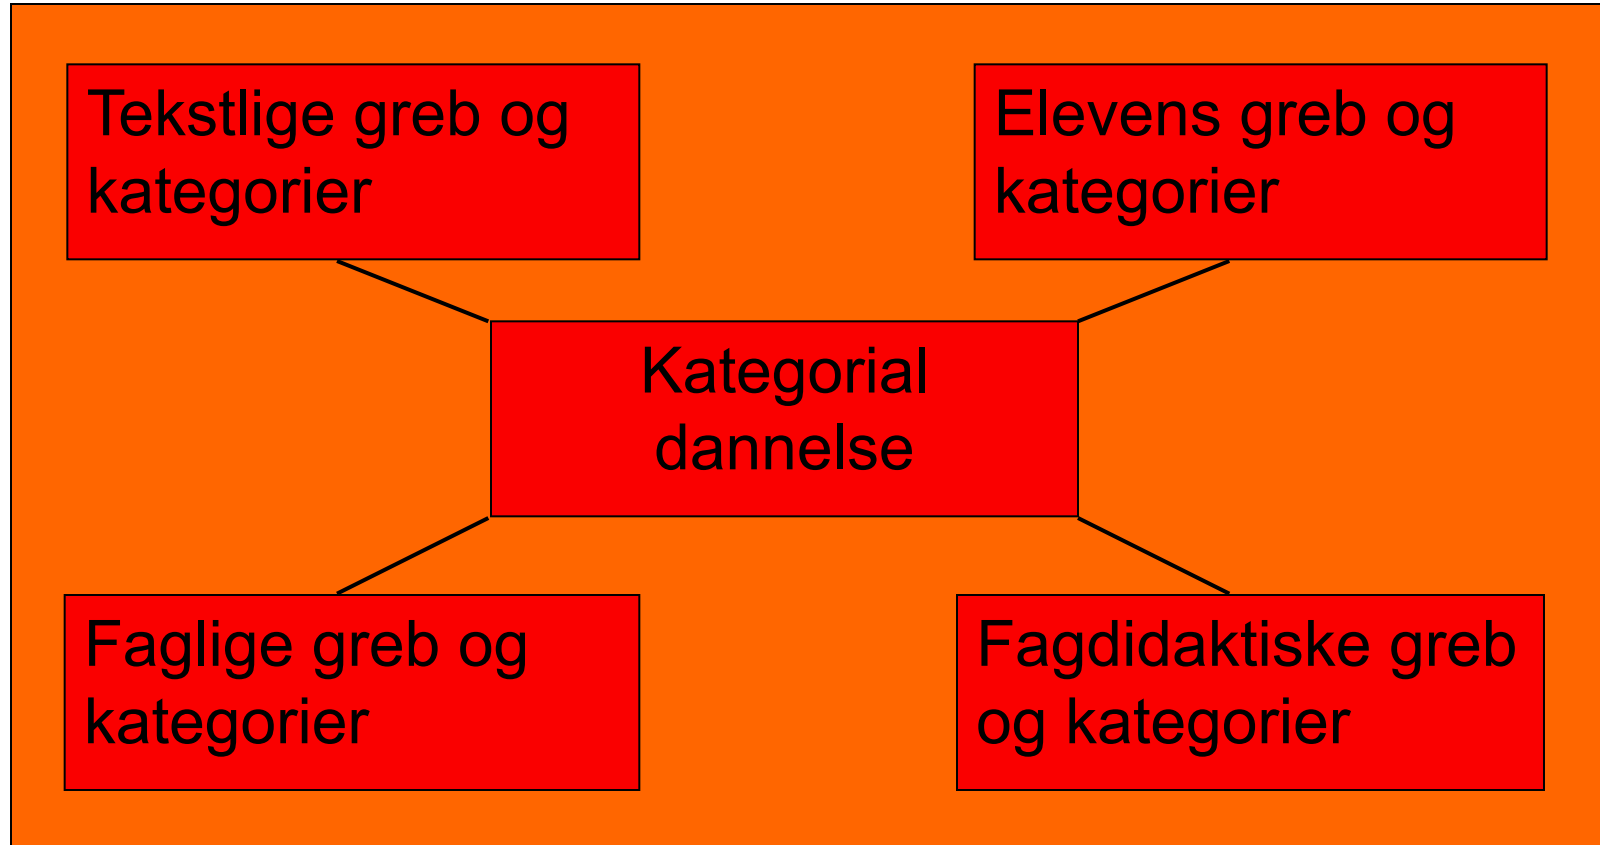 Tekstlige greb og
kategorier
Elevens greb og
kategorier
Kategorial
dannelse
Faglige greb og
kategorier
Fagdidaktiske greb
og kategorier